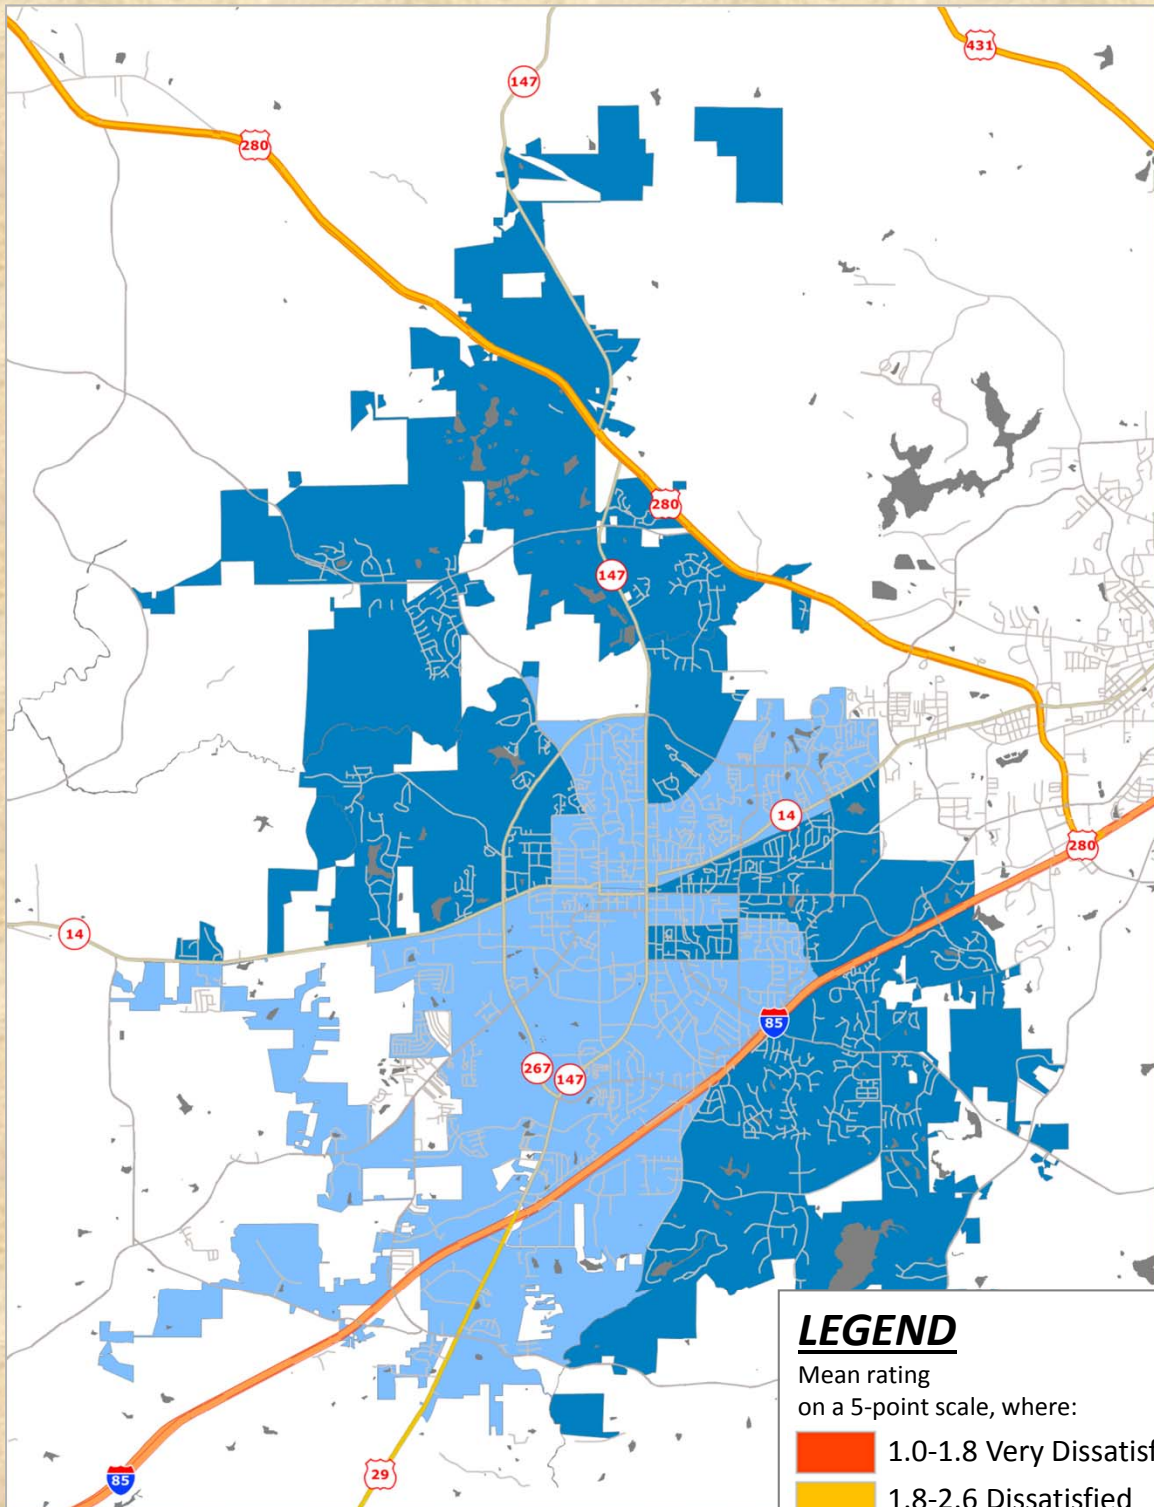 147
431
280
280
147
14
14
280
85
267
147
29
85
LEGEND
Mean rating
on a 5-point scale, where:
1.0-1.8 Very Dissatisf
1.8-2.6 Dissatisfied